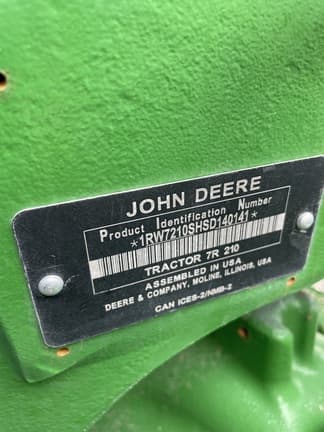 JOHN DEERE
Product Identification Number
*1RW7210SHSD140141*
TRACTOR 7R 210
ASSEMBLED IN USA
DEERE & COMPANY, MOLINE, ILLINOIS, USA
CAN ICES-2/NMB-2